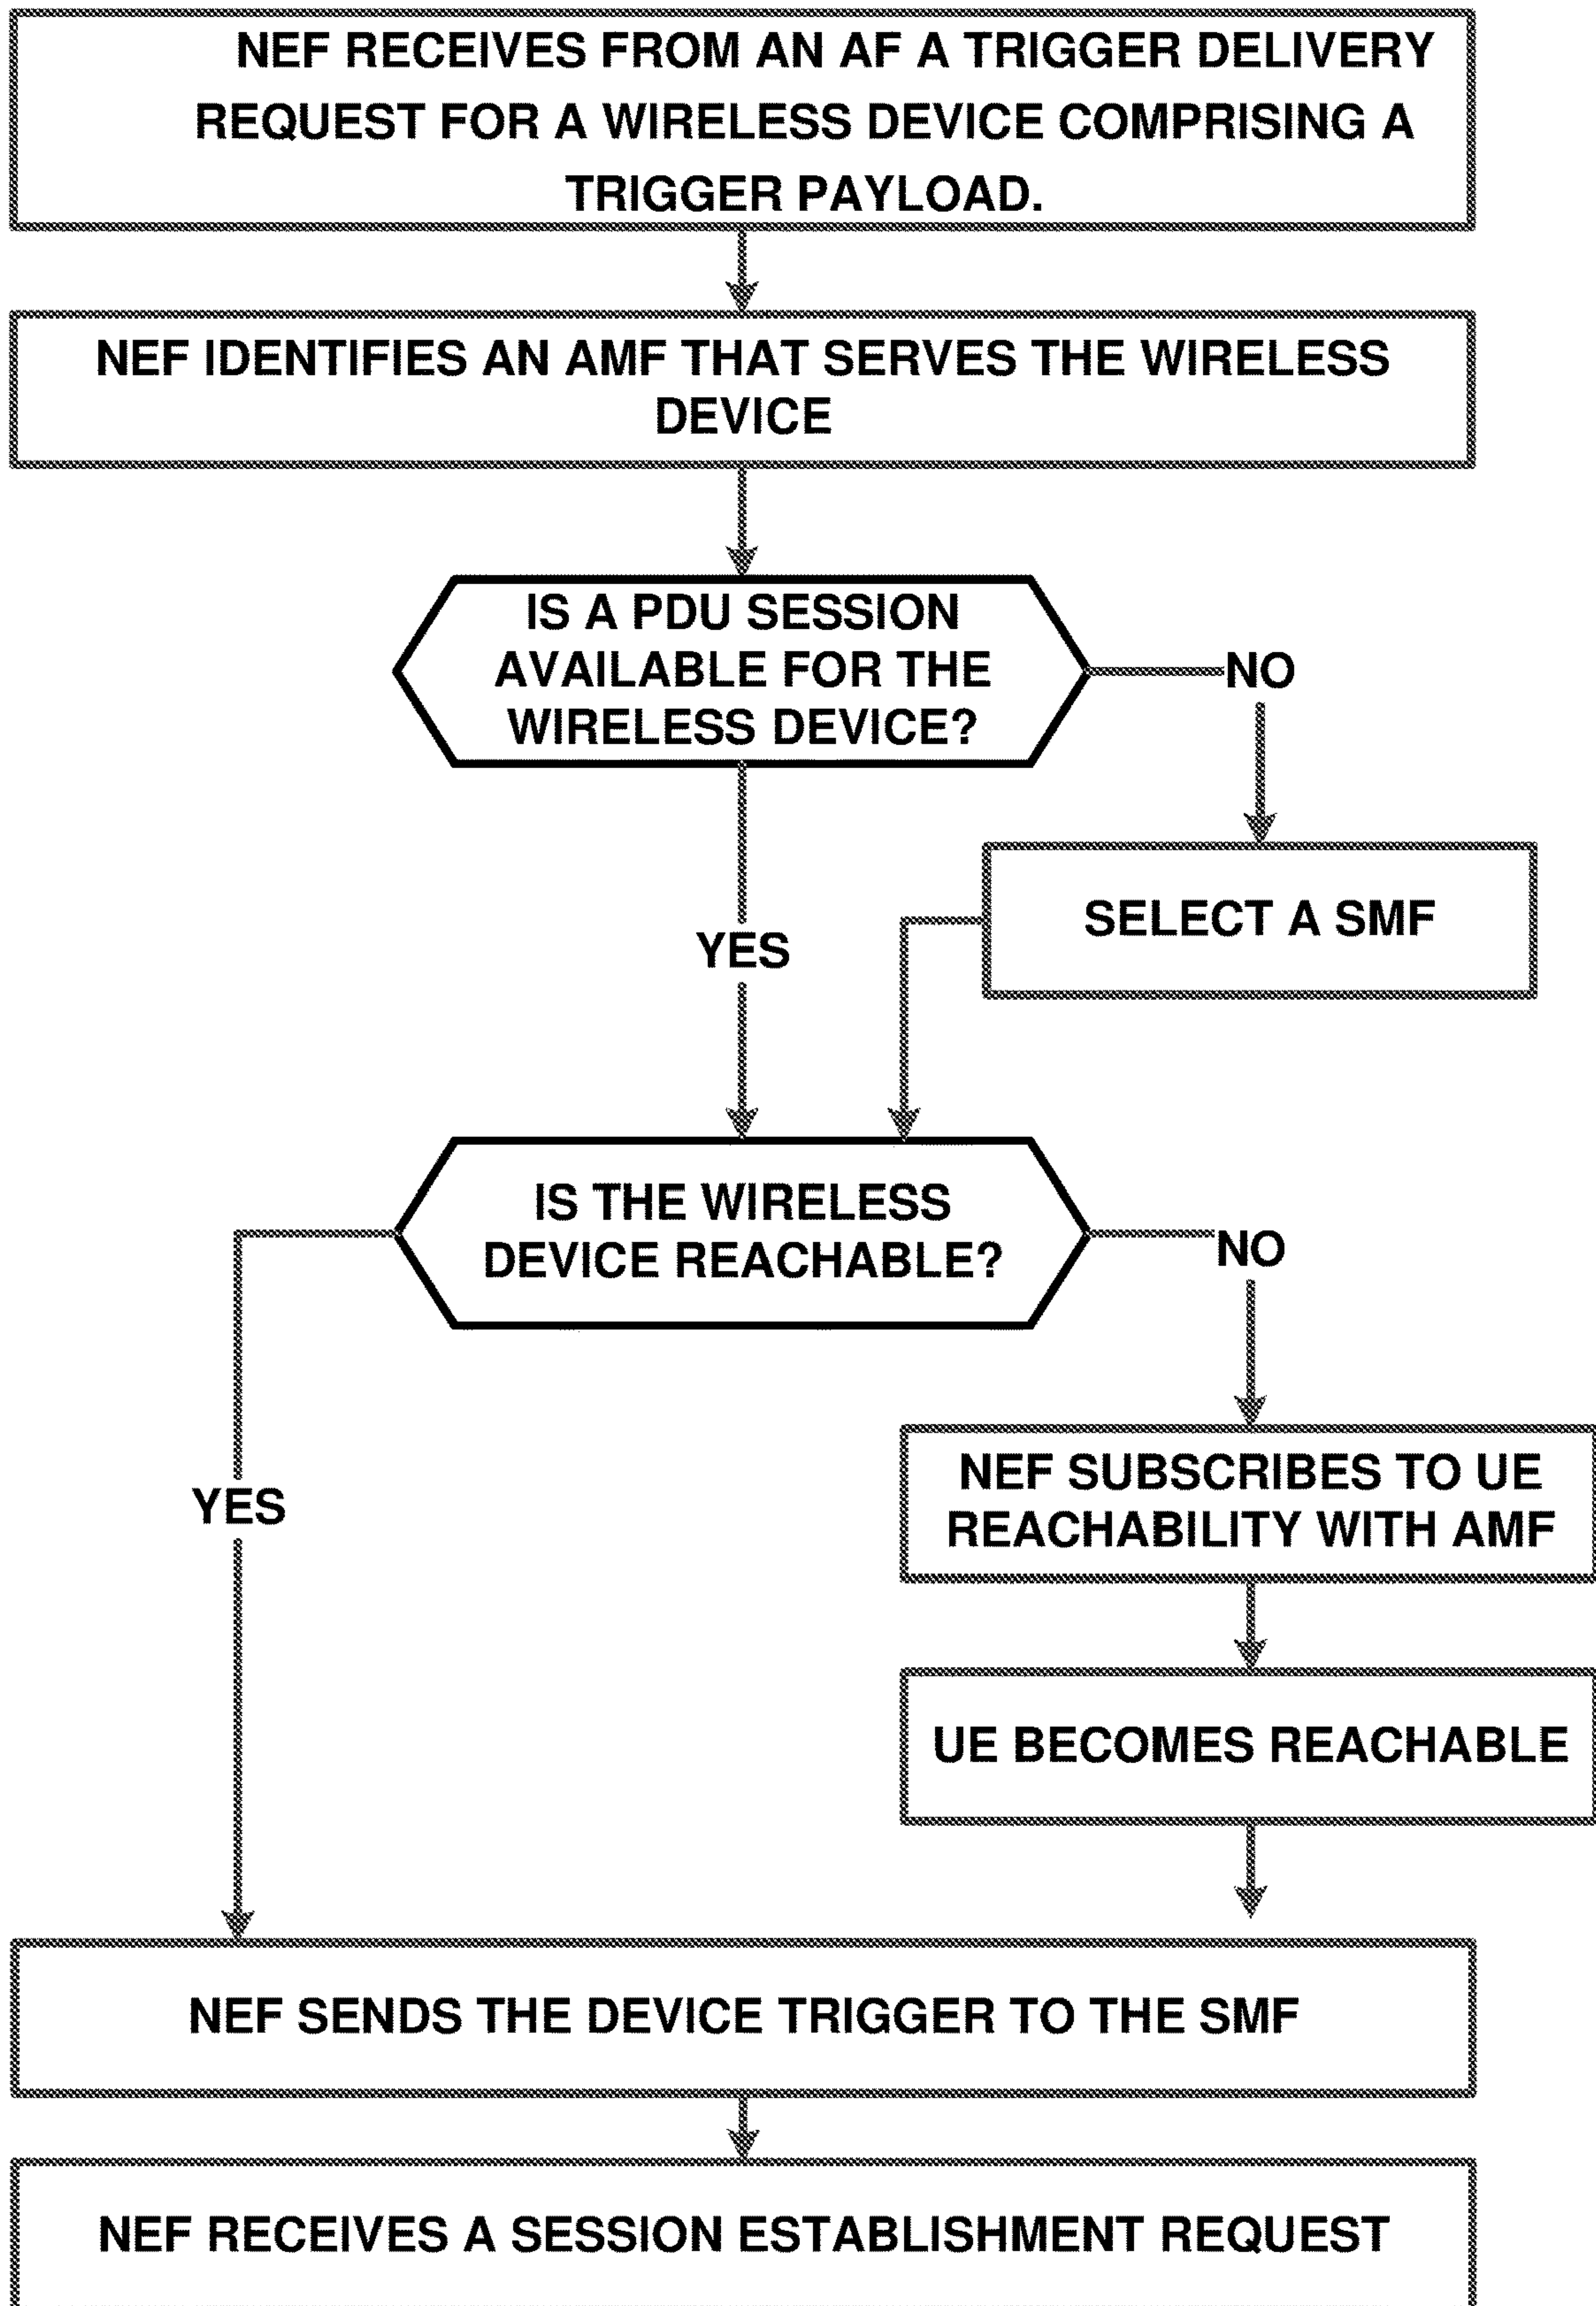 NEF RECEIVES FROM AN AF A TRIGGER DELIVERY
REQUEST FOR A WIRELESS DEVICE COMPRISING A
TRIGGER PAYLOAD.
NEF IDENTIFIES AN AMF THAT SERVES THE WIRELESS
DEVICE
IS A PDU SESSION
AVAILABLE FOR THE
WIRELESS DEVICE?
NO
SELECT A SMF
YES
IS THE WIRELESS
DEVICE REACHABLE?
NO
NEF SUBSCRIBES TO UE
REACHABILITY WITH AMF
YES
UE BECOMES REACHABLE
NEF SENDS THE DEVICE TRIGGER TO THE SMF
NEF RECEIVES A SESSION ESTABLISHMENT REQUEST